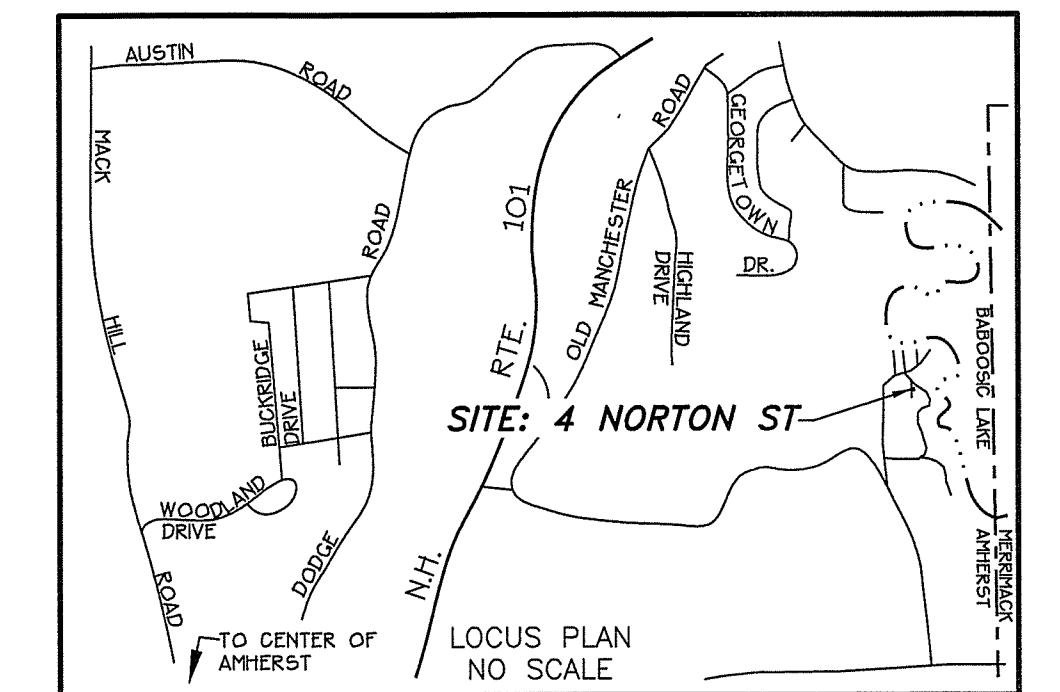 AUSTIN ROAD
MACK HILL ROAD
DODGE ROAD
BUCKRIDGE DRIVE
WOODLAND DRIVE
N.H. RTE. 101
OLD MANCHESTER ROAD
HIGHLAND DRIVE
GEORGETOWN DR.
BABOOSIC LAKE
SITE: 4 NORTON ST
MERRIMACK
AMHERST
TO CENTER OF
AMHERST
LOCUS PLAN
NO SCALE